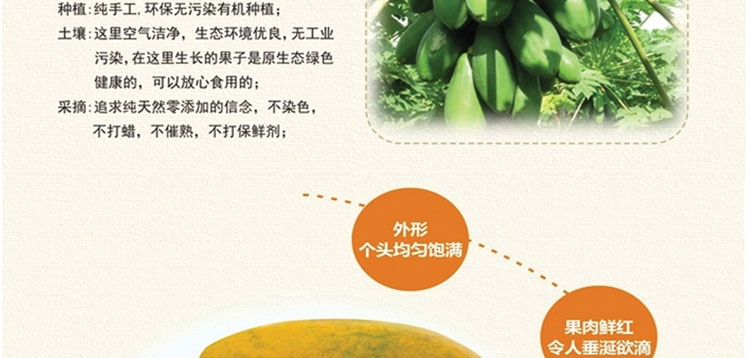 种植:纯手工,环保无污染有机种植;
土壤:这里空气洁净，生态环境优良，无工业
污染,在这里生长的果子是原生态绿色
健康的，可以放心食用的;
采摘:追求纯天然零添加的信念，不染色，
不打蜡，不催熟，不打保鲜剂;
外形
个头均匀饱满
果肉鲜红
令人垂涎欲滴